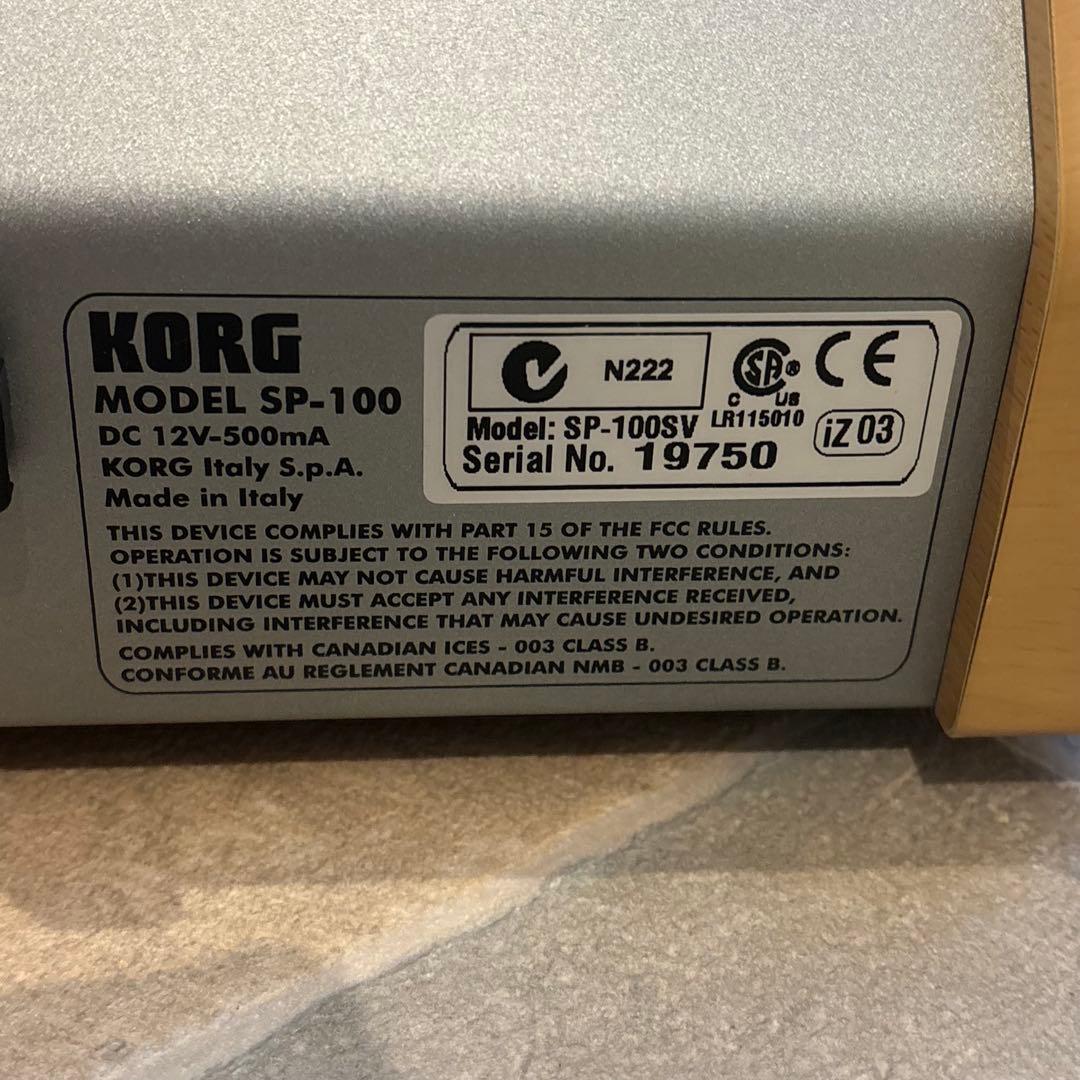 KORG
MODEL SP-100
DC 12V-500mA
KORG Italy S.p.A.
Made in Italy
N222
SA®
C US
LR115010
CE
Model: SP-100SV
iZ 03
Serial No. 19750
THIS DEVICE COMPLIES WITH PART 15 OF THE FCC RULES.
OPERATION IS SUBJECT TO THE FOLLOWING TWO CONDITIONS:
(1)THIS DEVICE MAY NOT CAUSE HARMFUL INTERFERENCE, AND
(2)THIS DEVICE MUST ACCEPT ANY INTERFERENCE RECEIVED,
INCLUDING INTERFERENCE THAT MAY CAUSE UNDESIRED OPERATION.
COMPLIES WITH CANADIAN ICES - 003 CLASS B.
CONFORME AU REGLEMENT CANADIAN NMB - 003 CLASS B.